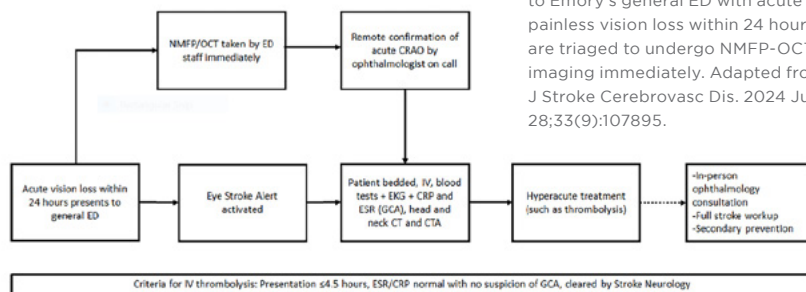 to Emory's general ED with acute
painless vision loss within 24 hours
are triaged to undergo NMFP-OCT
imaging immediately. Adapted fro
J Stroke Cerebrovasc Dis. 2024 Ju
28;33(9):107895.
NMFP/OCT taken by ED
staff immediately
Remote confirmation of
acute CRAO by
ophthalmologist on call
Acute vision loss within
24 hours presents to
general ED
Eye Stroke Alert
activated
Patient bedded, IV, blood
tests + EKG + CRP and
ESR (GCA), head and
neck CT and CTA
Hyperacute treatment
(such as thrombolysis)
-In-person
ophthalmology
consultation
-Full stroke workup
-Secondary prevention
Criteria for IV thrombolysis: Presentation ≤4.5 hours, ESR/CRP normal with no suspicion of GCA, cleared by Stroke Neurology